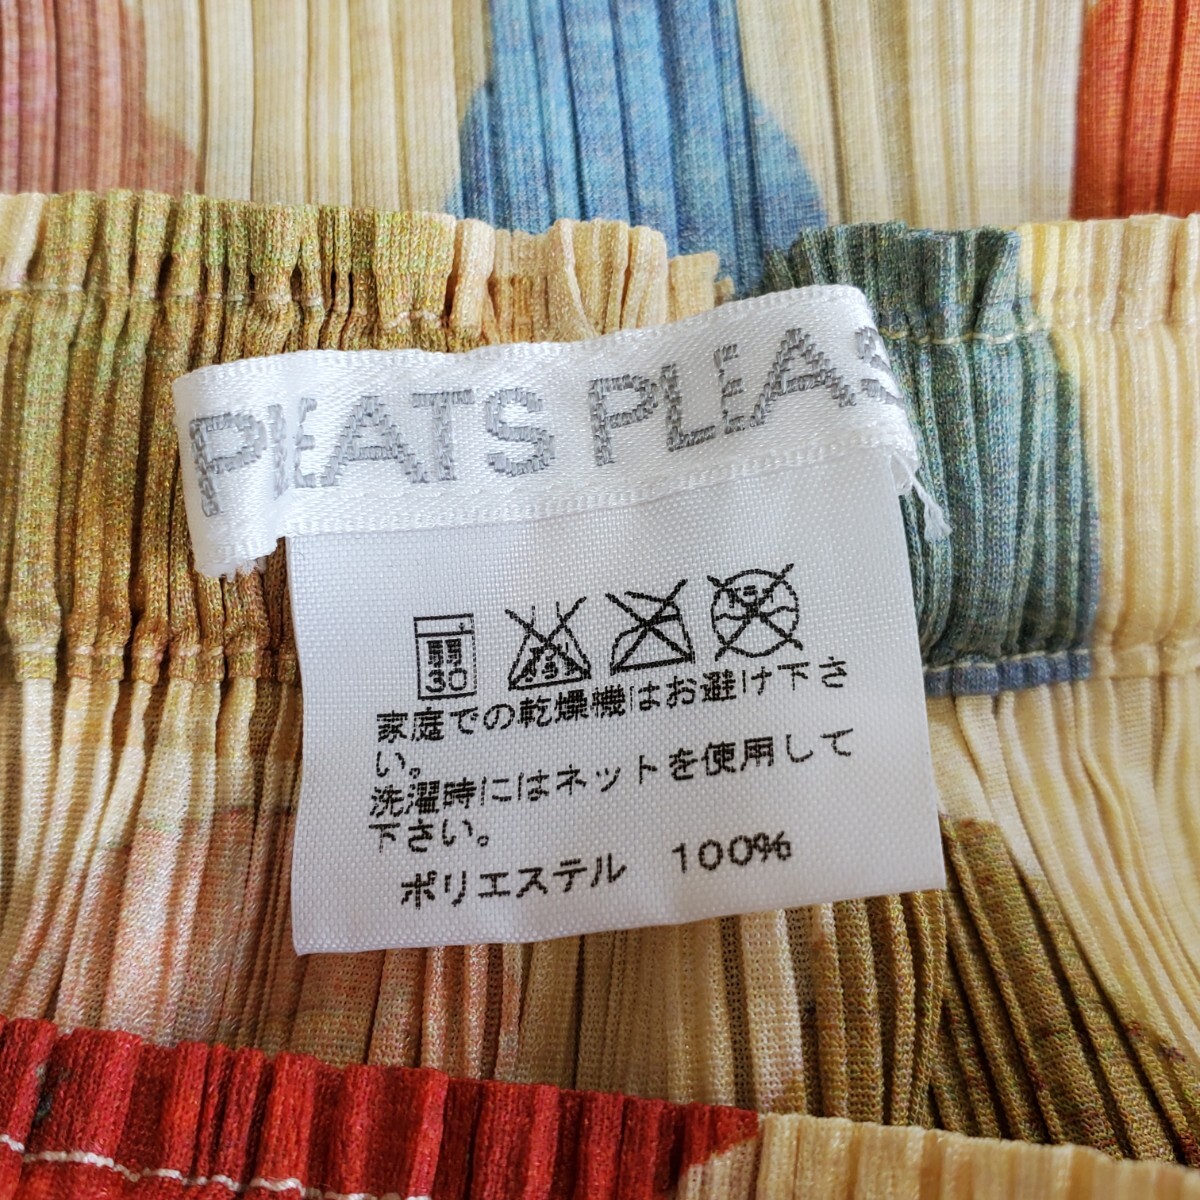 PLEATS PLEAS
弱
30
家庭での乾燥機はお避け下さ
い。
洗濯時にはネットを使用して
下さい。
ポリエステル 100%